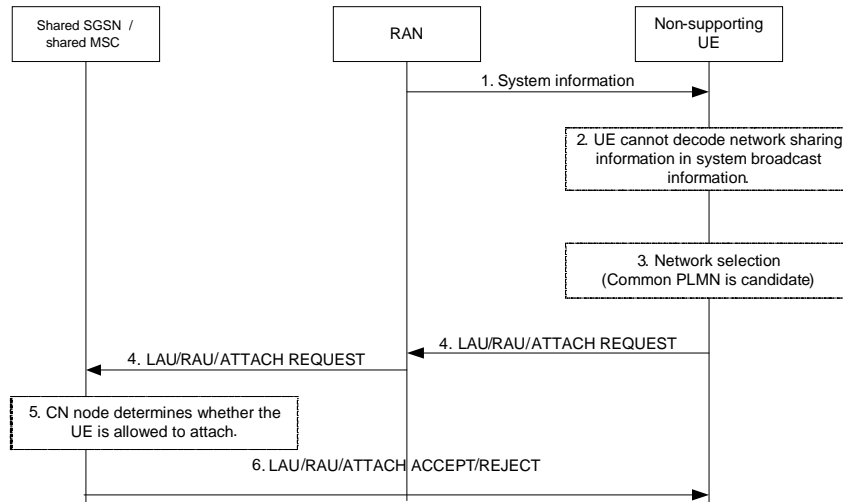 Shared SGSN /
shared MSC
RAN
Non-supporting
UE
1. System information
2. UE cannot decode network sharing
information in system broadcast
information.
3. Network selection
(Common PLMN is candidate)
4. LAU/RAU/ATTACH REQUEST
4. LAU/RAU/ATTACH REQUEST
5. CN node determines whether the
UE is allowed to attach.
6. LAU/RAU/ATTACH ACCEPT/REJECT